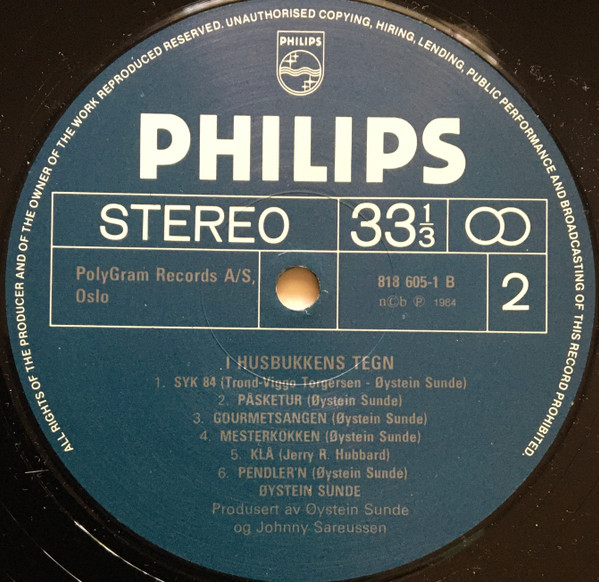 ALL RIGHTS OF THE PRODUCER AND OF THE OWNER OF THE WORK REPRODUCED RESERVED. UNAUTHORISED COPYING, HIRING, LENDING, PUBLIC PERFORMANCE AND BROADCASTING OF THIS RECORD PROHIBITED.
PHILIPS
PHILIPS
STEREO
33 1/3
PolyGram Records A/S,
Oslo
818 605-1 B
n©b ℗ 1984
2
I HUSBUKKENS TEGN
1. SYK 84 (Trond-Viggo Torgersen - Øystein Sunde)
2. PÅSKETUR (Øystein Sunde)
3. GOURMETSANGEN (Øystein Sunde)
4. MESTERKOKKEN (Øystein Sunde)
5. KLÅ (Jerry R. Hubbard)
6. PENDLER'N (Øystein Sunde)
ØYSTEIN SUNDE
Produsert av Øystein Sunde
og Johnny Sareussen